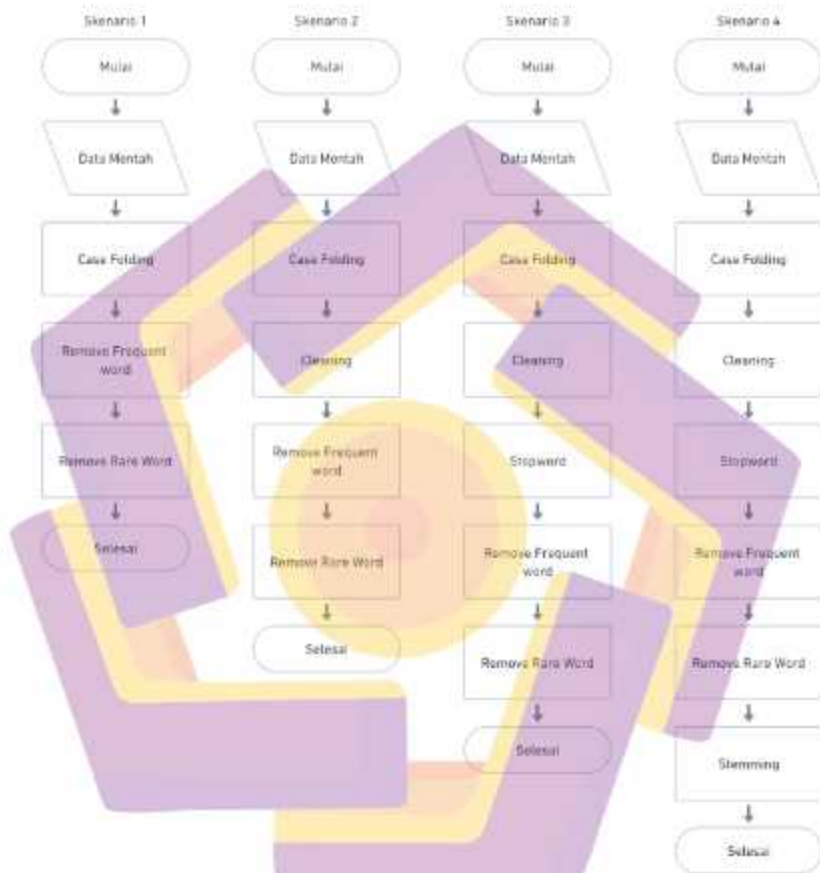 Skenario 1
Mulai
Data Mentah
Case Folding
Remove Frequent
word
Remove Rare Word
Selesai
Skenario 2
Mulai
Data Mentah
Case Folding
Cleaning
Remove Frequent
word
Remove Rare Word
Selesai
Skenario 3
Mulai
Data Mentah
Case Folding
Cleaning
Stopword
Remove Frequent
word
Remove Rare Word
Selesai
Skenario 4
Mulai
Data Mentah
Case Folding
Cleaning
Stopword
Remove Frequent
word
Remove Rare Word
Stemming
Selesai